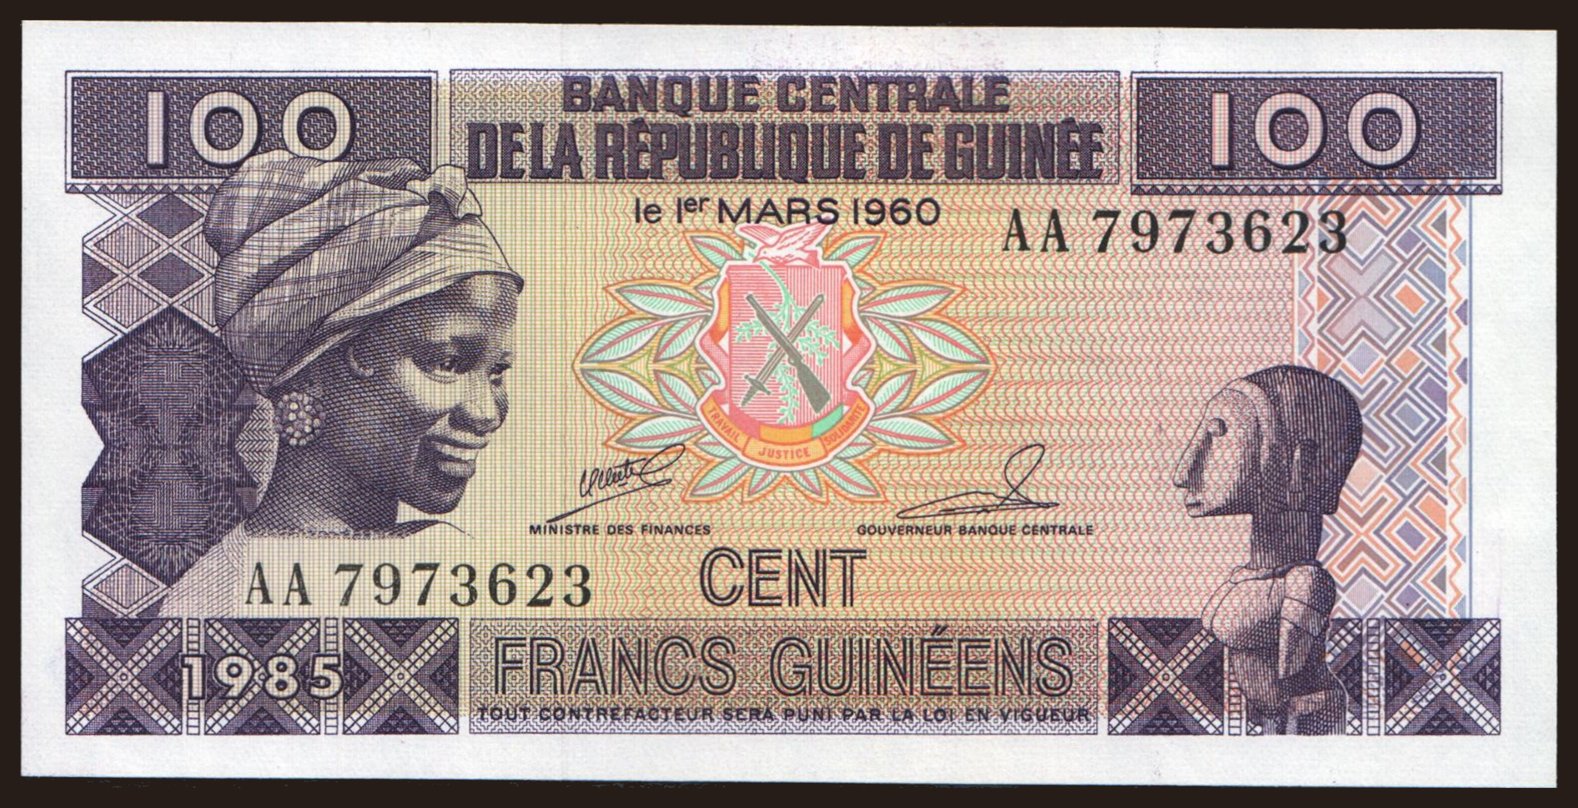 100
BANQUE CENTRALE
DE LA RÉPUBLIQUE DE GUINÉE
100
le 1er MARS 1960
AA 7973623
TRAVAIL
JUSTICE
SOLIDARITÉ
MINISTRE DES FINANCES
GOUVERNEUR BANQUE CENTRALE
AA 7973623
CENT
FRANCS GUINÉENS
1985
TOUT CONTREFACTEUR SERA PUNI PAR LA LOI EN VIGUEUR